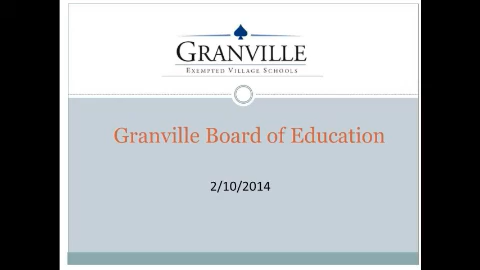 GRANVILLE
EXEMPTED VILLAGE SCHOOLS
Granville Board of Education
2/10/2014